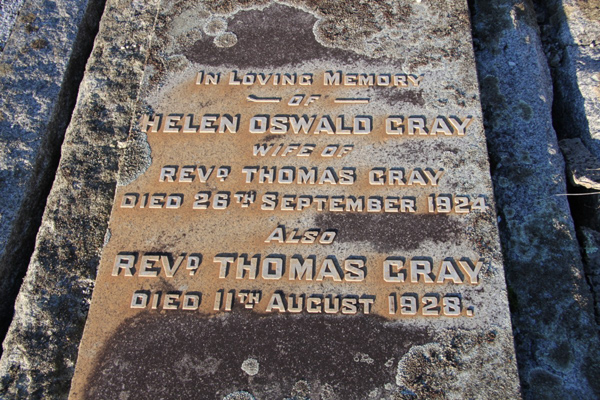 In Loving Memory
OF
HELEN OSWALD GRAY
WIFE OF
REVD. THOMAS GRAY
DIED 26TH SEPTEMBER 1924
ALSO
REVD. THOMAS GRAY
DIED 11TH AUGUST 1928.